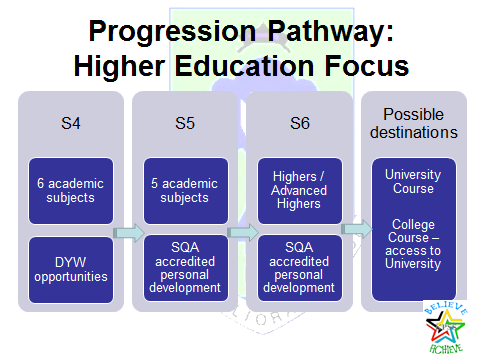 Progression Pathway:
Higher Education Focus
S4
6 academic
subjects
DYW
opportunities
S5
5 academic
subjects
SQA
accredited
personal
development
S6
Highers /
Advanced
Highers
SQA
accredited
personal
development
Possible
destinations
University
Course
College
Course –
access to
University
BELIEVE
ACHIEVE